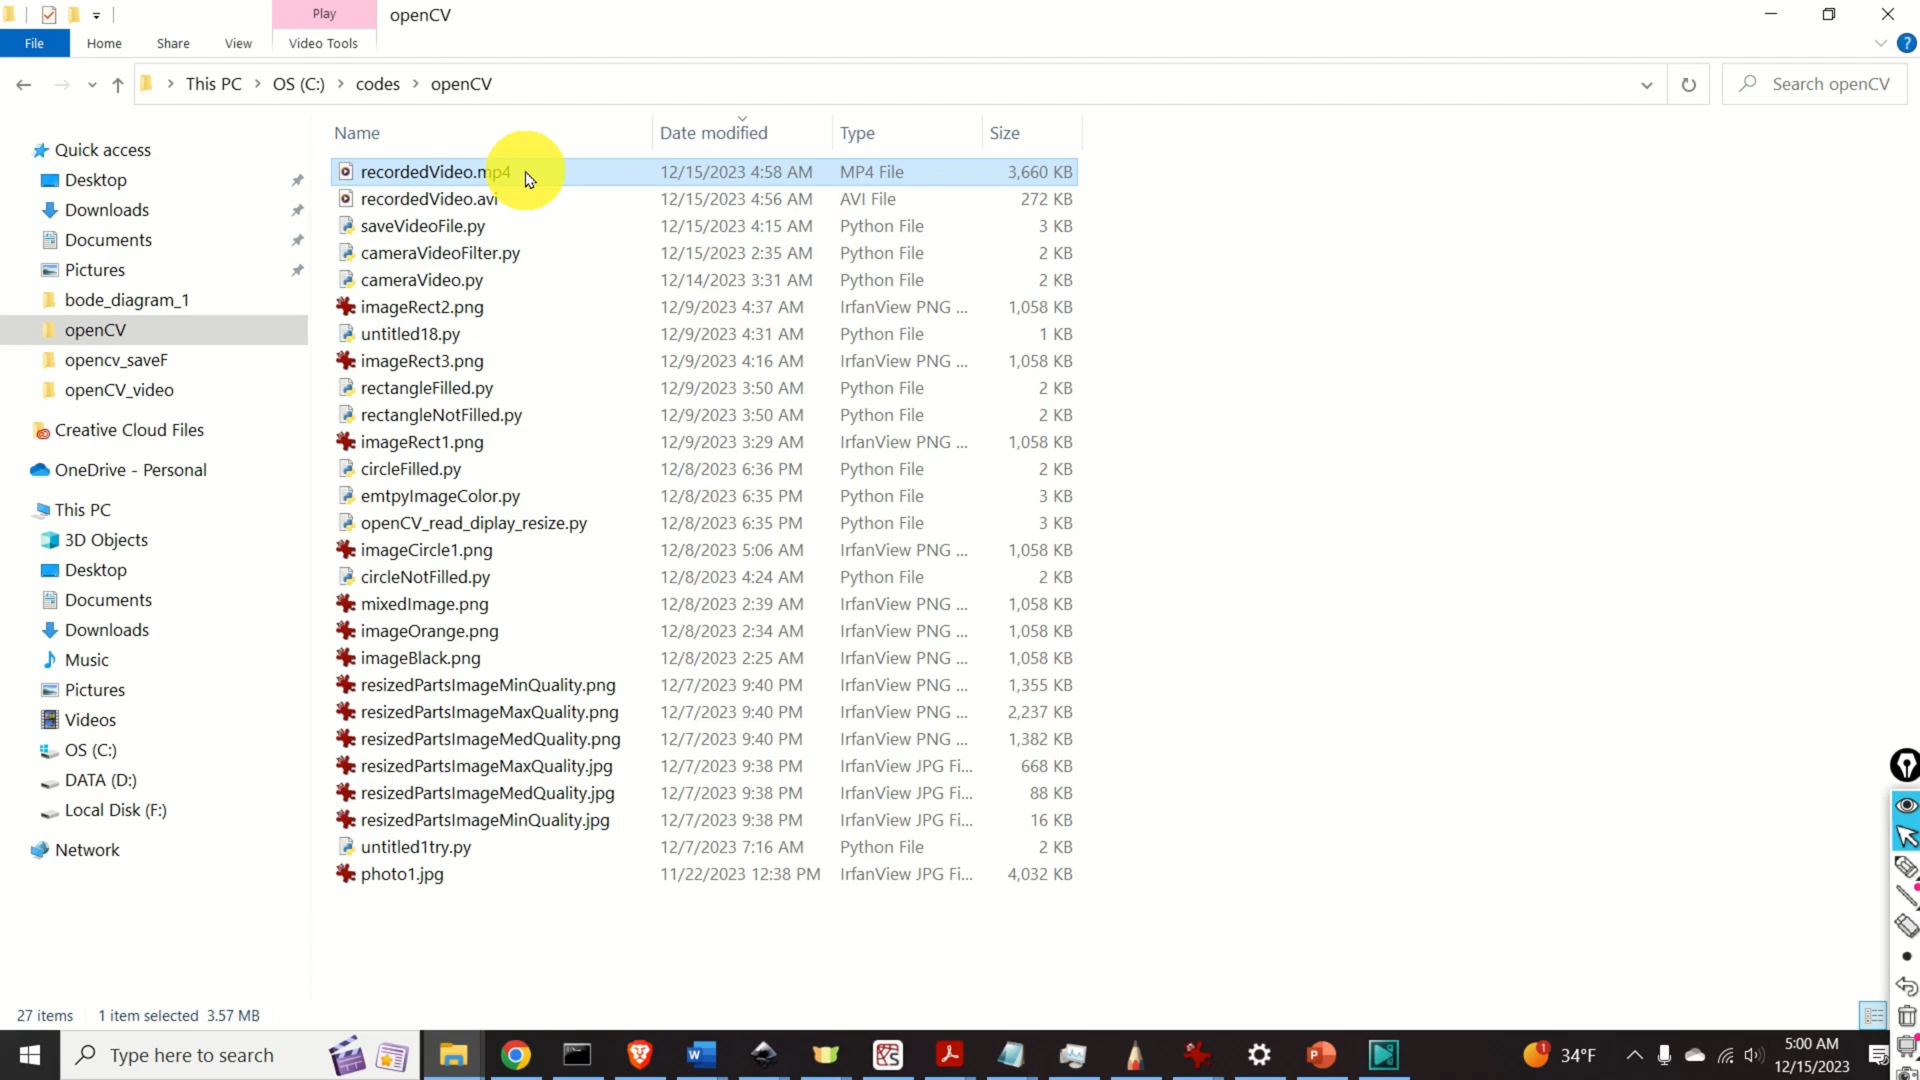 Play
openCV
File
Home
Share
View
Video Tools
This PC
OS (C:)
codes
openCV
Search openCV
Name
Date modified
Type
Size
Quick access
Desktop
Downloads
Documents
Pictures
bode_diagram_1
openCV
opencv_saveF
openCV_video
Creative Cloud Files
OneDrive - Personal
This PC
3D Objects
Desktop
Documents
Downloads
Music
Pictures
Videos
OS (C:)
DATA (D:)
Local Disk (F:)
Network
recordedVideo.mp4 12/15/2023 4:58 AM MP4 File 3,660 KB
recordedVideo.avi 12/15/2023 4:56 AM AVI File 272 KB
saveVideoFile.py 12/15/2023 4:15 AM Python File 3 KB
cameraVideoFilter.py 12/15/2023 2:35 AM Python File 2 KB
cameraVideo.py 12/14/2023 3:31 AM Python File 2 KB
imageRect2.png 12/9/2023 4:37 AM IrfanView PNG ... 1,058 KB
untitled18.py 12/9/2023 4:31 AM Python File 1 KB
imageRect3.png 12/9/2023 4:16 AM IrfanView PNG ... 1,058 KB
rectangleFilled.py 12/9/2023 3:50 AM Python File 2 KB
rectangleNotFilled.py 12/9/2023 3:50 AM Python File 2 KB
imageRect1.png 12/9/2023 3:29 AM IrfanView PNG ... 1,058 KB
circleFilled.py 12/8/2023 6:36 PM Python File 2 KB
emtpyImageColor.py 12/8/2023 6:35 PM Python File 3 KB
openCV_read_diplay_resize.py 12/8/2023 6:35 PM Python File 3 KB
imageCircle1.png 12/8/2023 5:06 AM IrfanView PNG ... 1,058 KB
circleNotFilled.py 12/8/2023 4:24 AM Python File 2 KB
mixedImage.png 12/8/2023 2:39 AM IrfanView PNG ... 1,058 KB
imageOrange.png 12/8/2023 2:34 AM IrfanView PNG ... 1,058 KB
imageBlack.png 12/8/2023 2:25 AM IrfanView PNG ... 1,058 KB
resizedPartsImageMinQuality.png 12/7/2023 9:40 PM IrfanView PNG ... 1,355 KB
resizedPartsImageMaxQuality.png 12/7/2023 9:40 PM IrfanView PNG ... 2,237 KB
resizedPartsImageMedQuality.png 12/7/2023 9:40 PM IrfanView PNG ... 1,382 KB
resizedPartsImageMaxQuality.jpg 12/7/2023 9:38 PM IrfanView JPG Fi... 668 KB
resizedPartsImageMedQuality.jpg 12/7/2023 9:38 PM IrfanView JPG Fi... 88 KB
resizedPartsImageMinQuality.jpg 12/7/2023 9:38 PM IrfanView JPG Fi... 16 KB
untitled1try.py 12/7/2023 7:16 AM Python File 2 KB
photo1.jpg 11/22/2023 12:38 PM IrfanView JPG Fi... 4,032 KB
27 items 1 item selected 3.57 MB
Type here to search
34°F
5:00 AM
12/15/2023